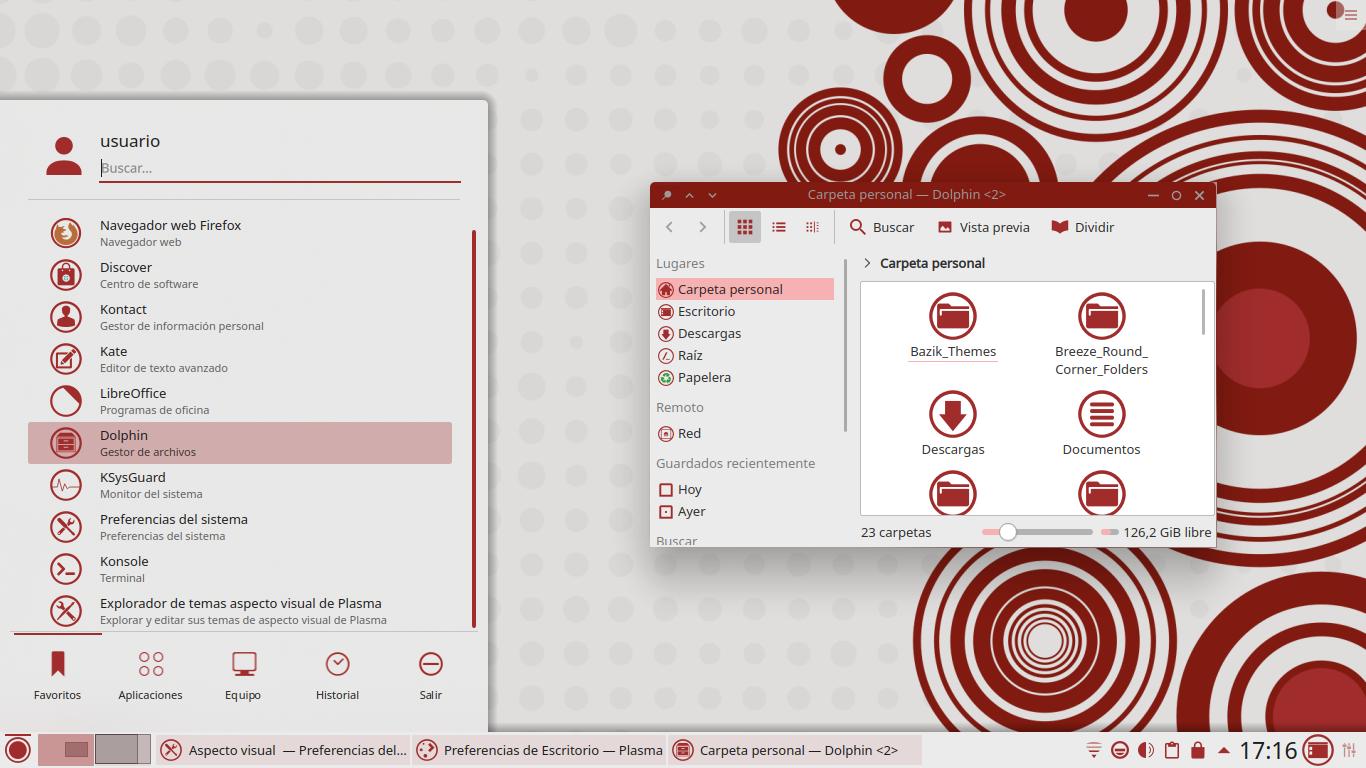 usuario
Buscar...
Navegador web Firefox
Navegador web
Discover
Centro de software
Kontact
Gestor de información personal
Kate
Editor de texto avanzado
LibreOffice
Programas de oficina
Dolphin
Gestor de archivos
KSysGuard
Monitor del sistema
Preferencias del sistema
Preferencias del sistema
Konsole
Terminal
Explorador de temas aspecto visual de Plasma
Explorar y editar sus temas de aspecto visual de Plasma
Favoritos
Aplicaciones
Equipo
Historial
Salir
Carpeta personal — Dolphin <2>
Buscar
Vista previa
Dividir
Lugares
Carpeta personal
Escritorio
Descargas
Raíz
Papelera
Remoto
Red
Guardados recientemente
Hoy
Ayer
Buscar
Carpeta personal
Bazik_Themes
Breeze_Round_
Corner_Folders
Descargas
Documentos
23 carpetas
126,2 GiB libre
Aspecto visual — Preferencias del...
Preferencias de Escritorio — Plasma
Carpeta personal — Dolphin <2>
17:16